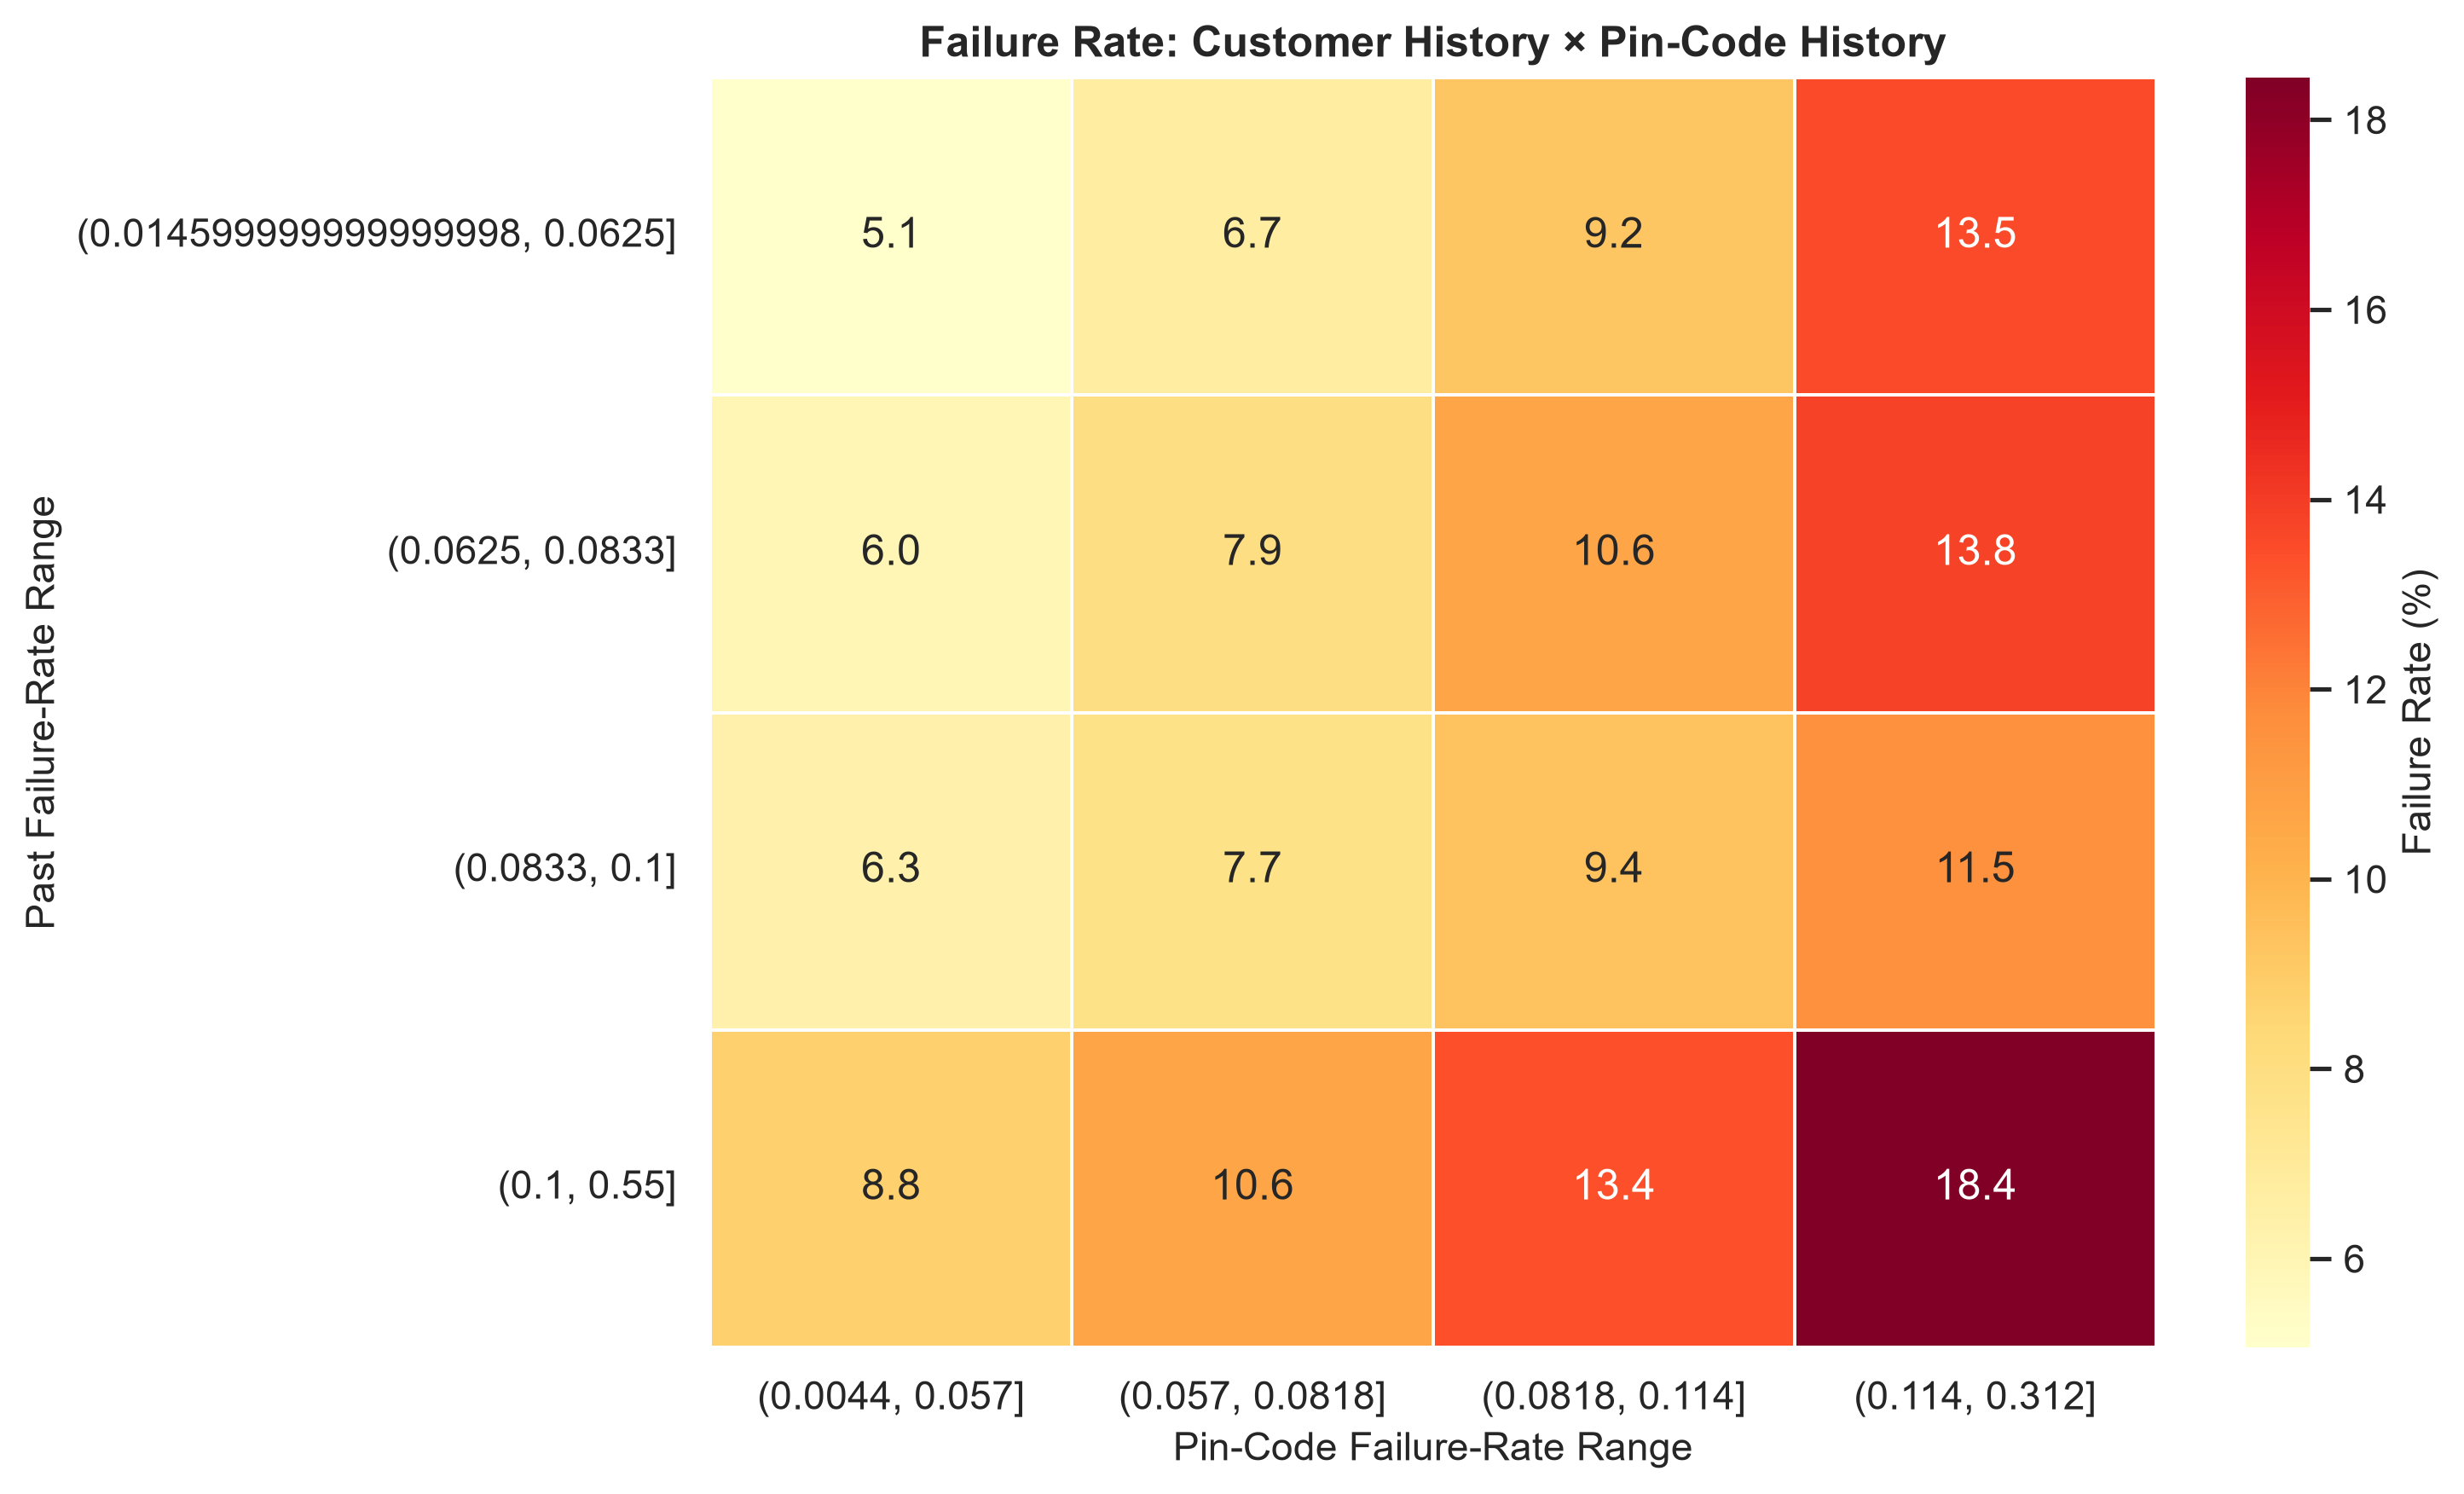 Failure Rate: Customer History × Pin-Code History
Past Failure-Rate Range
(0.014599999999999998, 0.0625] 5.1 6.7 9.2 13.5
(0.0625, 0.0833] 6.0 7.9 10.6 13.8
(0.0833, 0.1] 6.3 7.7 9.4 11.5
(0.1, 0.55] 8.8 10.6 13.4 18.4
(0.0044, 0.057] (0.057, 0.0818] (0.0818, 0.114] (0.114, 0.312]
Pin-Code Failure-Rate Range
18
16
14
12
10
8
6
Failure Rate (%)